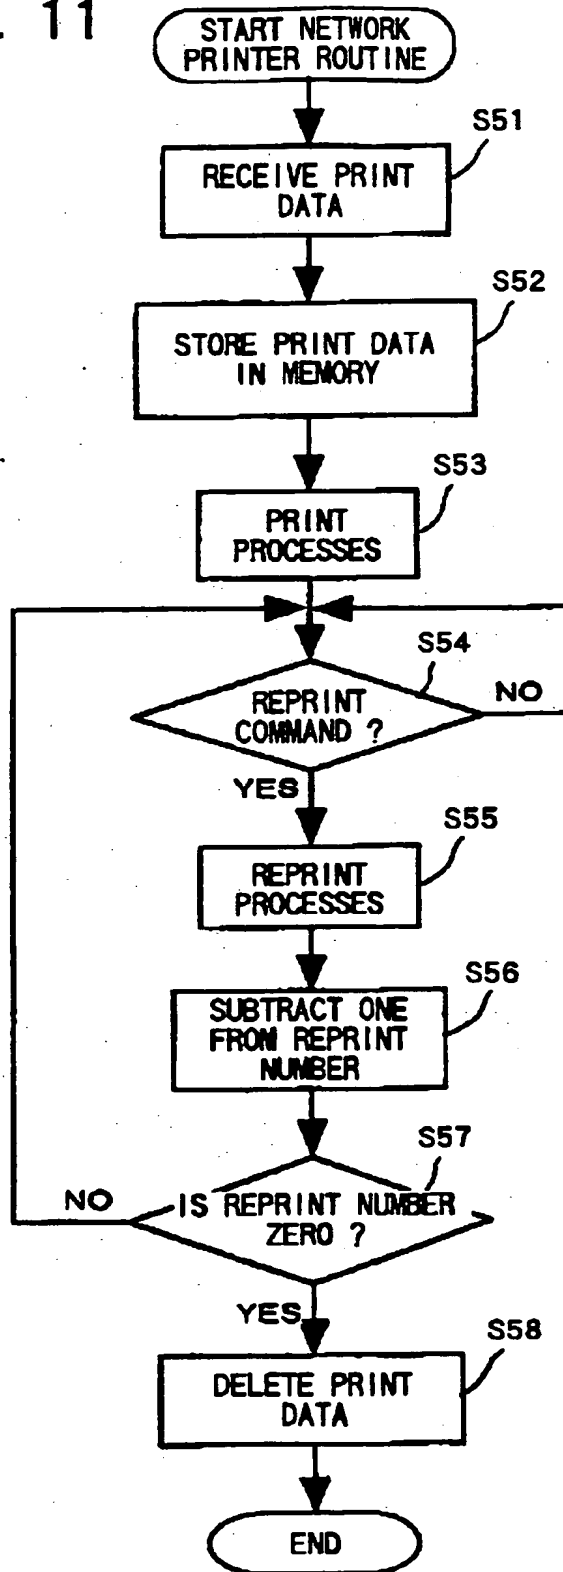 . 11
START NETWORK
PRINTER ROUTINE
S51
RECEIVE PRINT
DATA
S52
STORE PRINT DATA
IN MEMORY
S53
PRINT
PROCESSES
S54
REPRINT
COMMAND ?
NO
YES
S55
REPRINT
PROCESSES
S56
SUBTRACT ONE
FROM REPRINT
NUMBER
S57
NO
IS REPRINT NUMBER
ZERO ?
YES
S58
DELETE PRINT
DATA
END